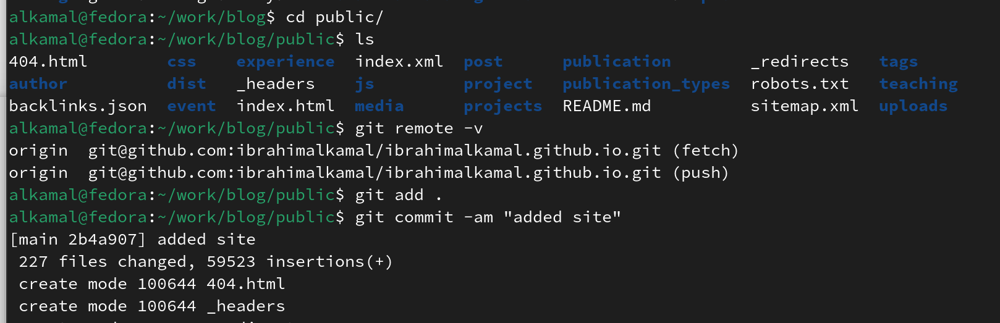 alkamal@fedora:~/work/blog$ cd public/
alkamal@fedora:~/work/blog/public$ ls
404.html css experience index.xml post publication _redirects tags
author dist _headers js project publication_types robots.txt teaching
backlinks.json event index.html media projects README.md sitemap.xml uploads
alkamal@fedora:~/work/blog/public$ git remote -v
origin git@github.com:ibrahimalkamal/ibrahimalkamal.github.io.git (fetch)
origin git@github.com:ibrahimalkamal/ibrahimalkamal.github.io.git (push)
alkamal@fedora:~/work/blog/public$ git add .
alkamal@fedora:~/work/blog/public$ git commit -am "added site"
[main 2b4a907] added site
227 files changed, 59523 insertions(+)
create mode 100644 404.html
create mode 100644 _headers